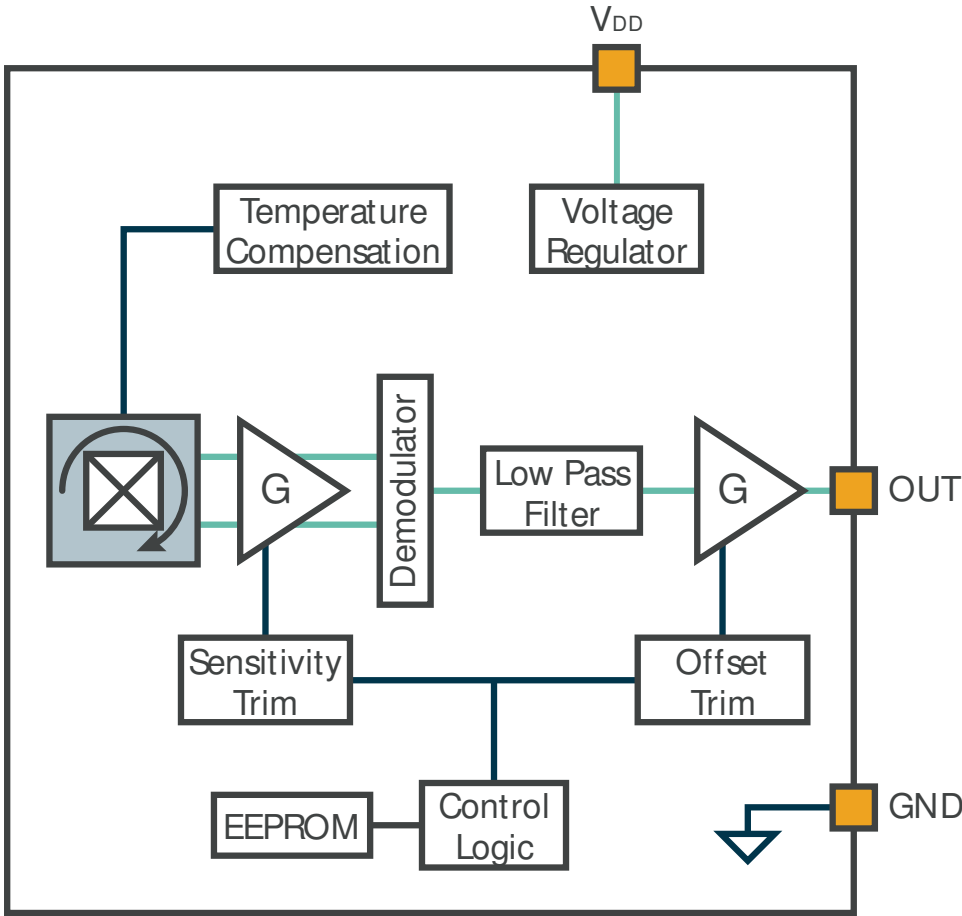 VDD
Temperature
Compensation
Voltage
Regulator
G
Demodulator
Low Pass
Filter
G
OUT
Sensitivity
Trim
Offset
Trim
EEPROM
Control
Logic
GND